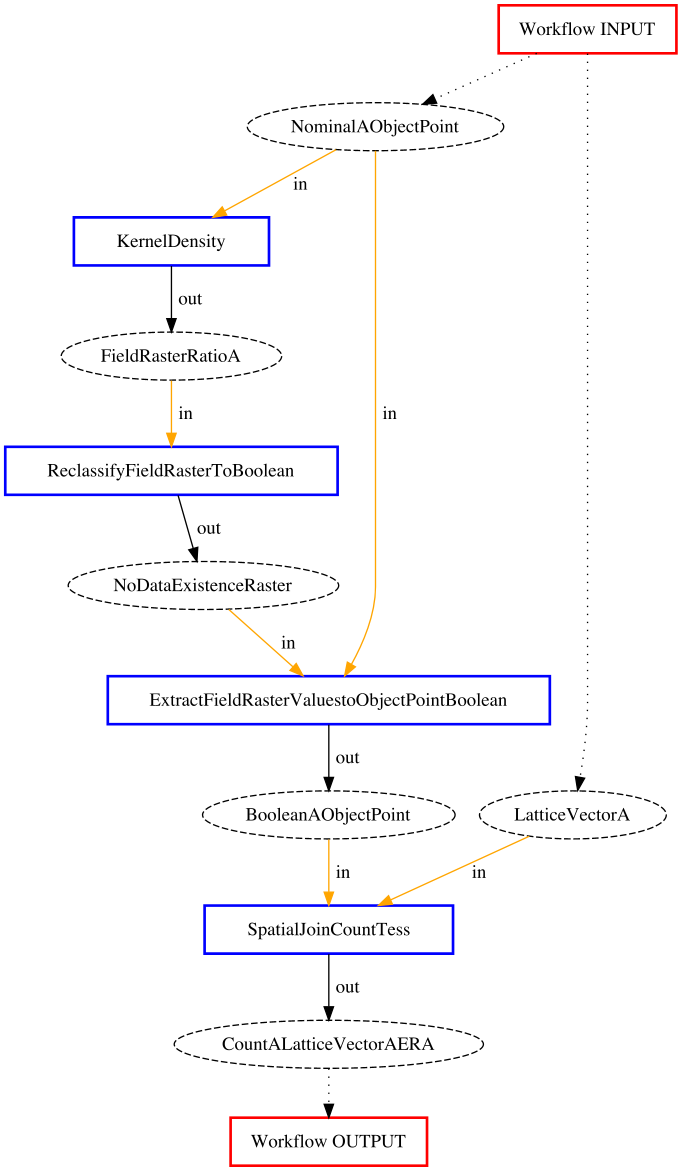 Workflow INPUT
NominalAObjectPoint
in
KernelDensity
out
in
FieldRasterRatioA
in
ReclassifyFieldRasterToBoolean
out
NoDataExistenceRaster
in
ExtractFieldRasterValuestoObjectPointBoolean
out
BooleanAObjectPoint
LatticeVectorA
in
in
SpatialJoinCountTess
out
CountALatticeVectorAERA
Workflow OUTPUT